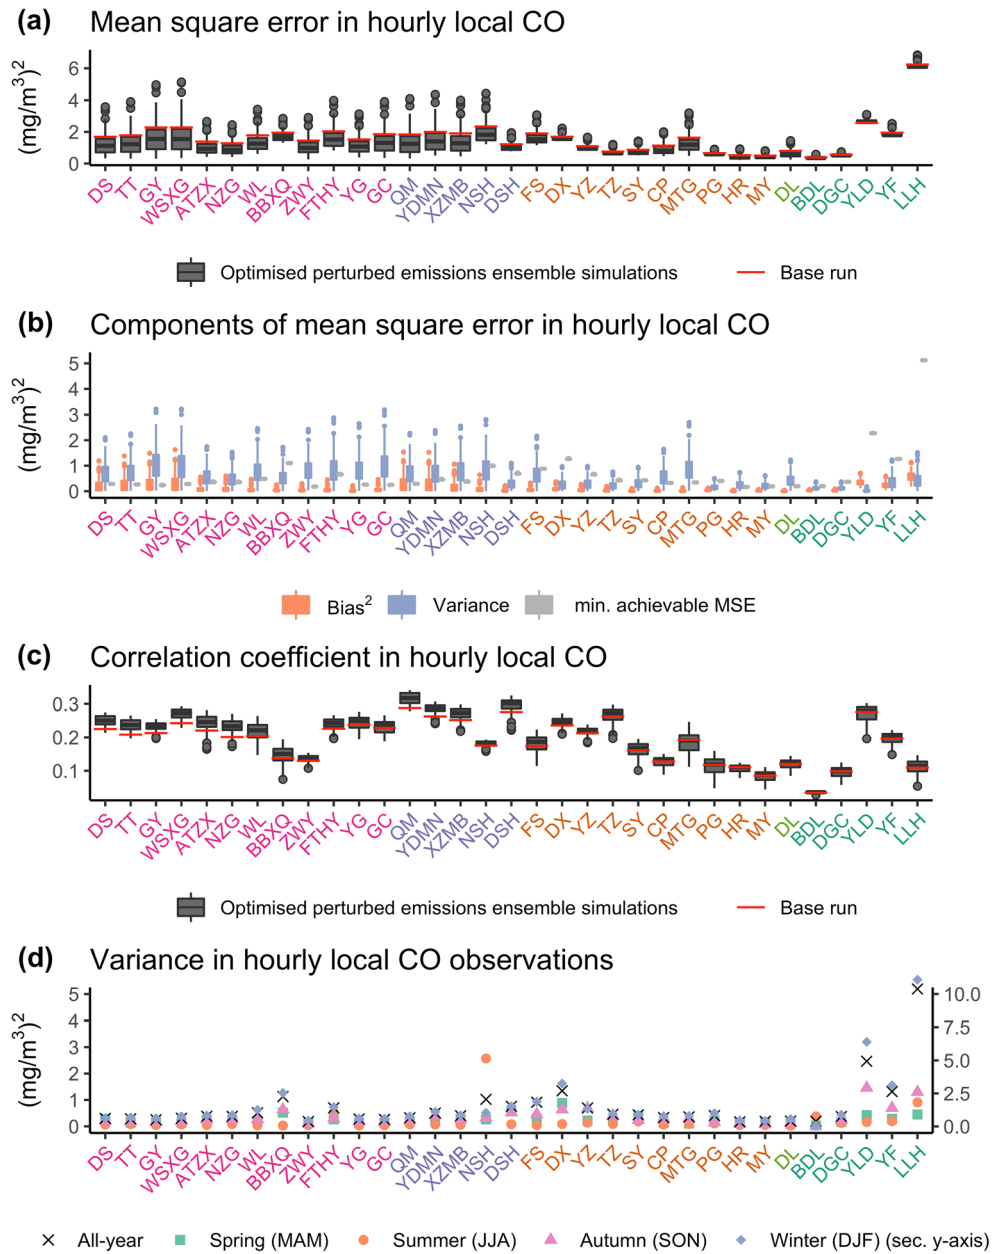 (a) Mean square error in hourly local CO
(mg/m³)²
6
4
2
0
DS TT GY WSXG ATZX NZG WL BBXQ ZWY FTHY YG GC QM YDMN XZMB NSH DSH FS DX YZ TZ SY CP MTG PG HR MY DL BDL DGC YLD YF LLH
Optimised perturbed emissions ensemble simulations Base run
(b) Components of mean square error in hourly local CO
(mg/m³)²
5
4
3
2
1
0
DS TT GY WSXG ATZX NZG WL BBXQ ZWY FTHY YG GC QM YDMN XZMB NSH DSH FS DX YZ TZ SY CP MTG PG HR MY DL BDL DGC YLD YF LLH
Bias² Variance min. achievable MSE
(c) Correlation coefficient in hourly local CO
0.3
0.2
0.1
DS TT GY WSXG ATZX NZG WL BBXQ ZWY FTHY YG GC QM YDMN XZMB NSH DSH FS DX YZ TZ SY CP MTG PG HR MY DL BDL DGC YLD YF LLH
Optimised perturbed emissions ensemble simulations Base run
(d) Variance in hourly local CO observations
(mg/m³)²
5 10.0
4
3 7.5
2 5.0
1 2.5
0 0.0
DS TT GY WSXG ATZX NZG WL BBXQ ZWY FTHY YG GC QM YDMN XZMB NSH DSH FS DX YZ TZ SY CP MTG PG HR MY DL BDL DGC YLD YF LLH
All-year Spring (MAM) Summer (JJA) Autumn (SON) Winter (DJF) (sec. y-axis)